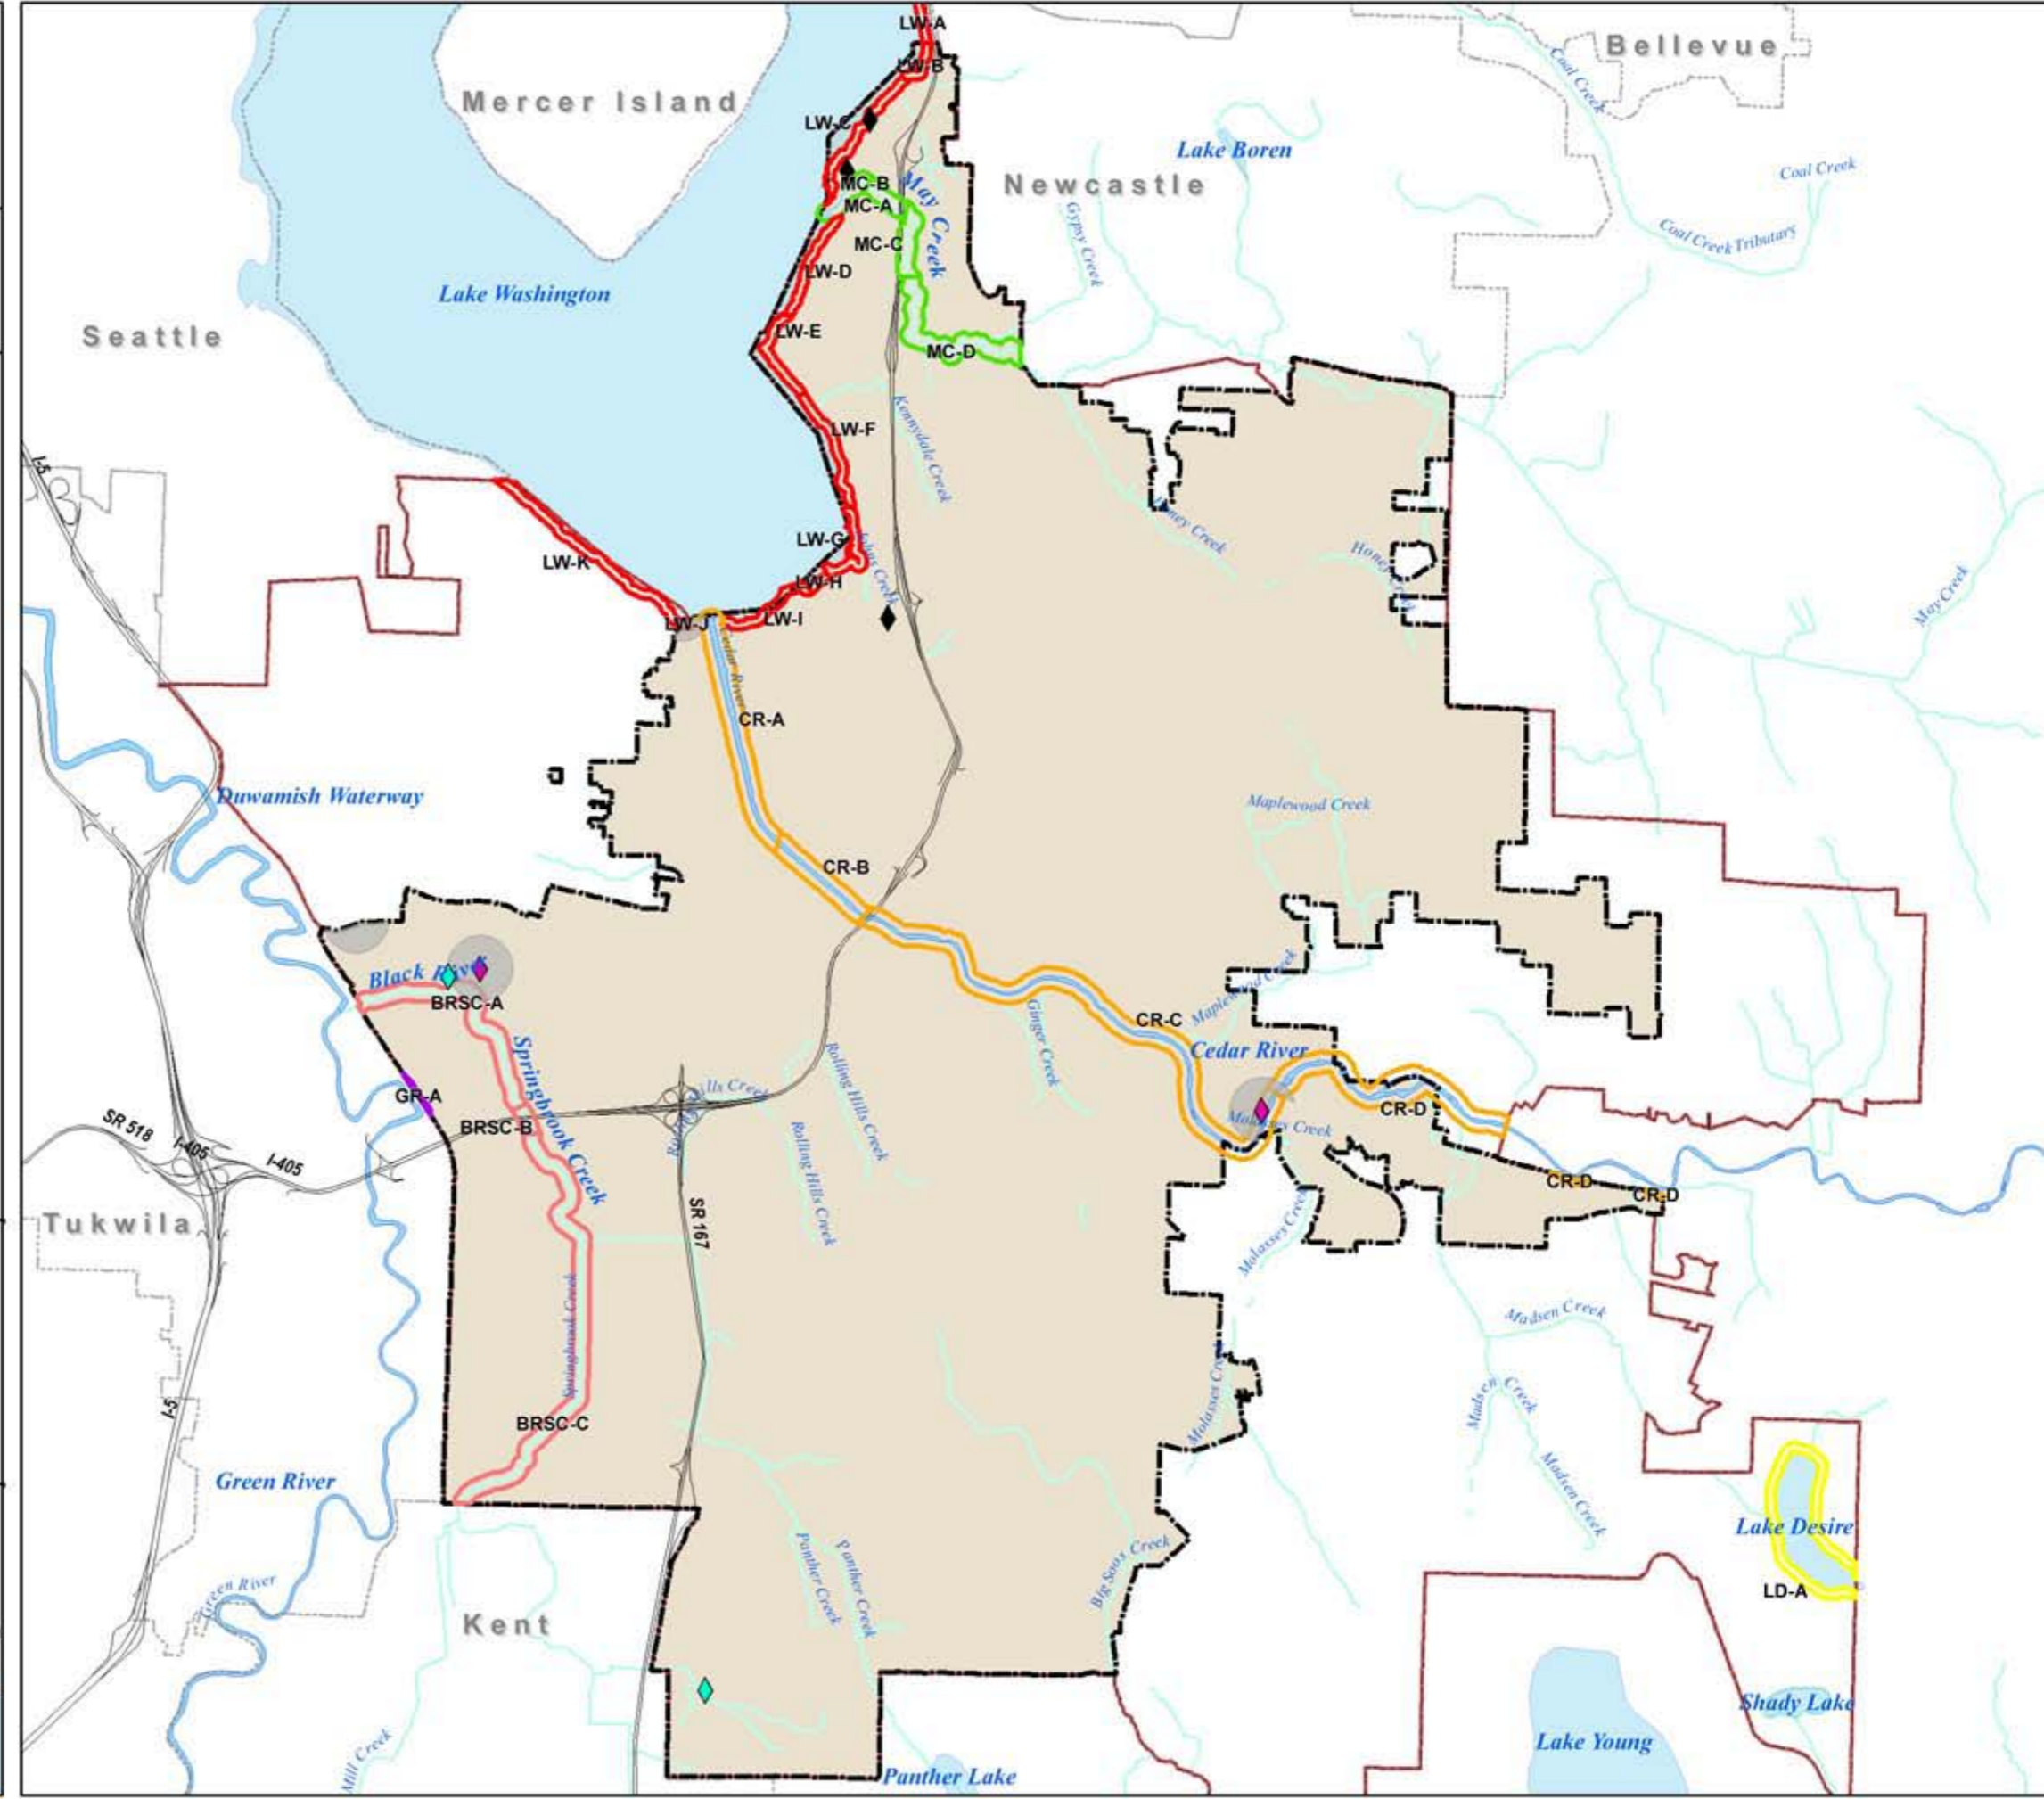 LW-A
Bellevue
LW-B
Coal Creek
Mercer Island
LW-C
Lake Boren
Coal Creek
MC-B
May Creek
Newcastle
MC-A
Gypsy Creek
Coal Creek Tributary
MC-C
LW-D
Lake Washington
Seattle
LW-E
MC-D
Kennydale Creek
LW-F
I-5
Honey Creek
LW-G
Johns Creek
Honey Creek
LW-K
LW-H
May Creek
LW-J
LW-I
Cedar River
CR-A
Duwamish Waterway
Maplewood Creek
CR-B
Black River
BRSC-A
Maplewood Creek
CR-C
Ginger Creek
Cedar River
Springbrook Creek
Rolling Hills Creek
GR-A
Rolling Hills Creek
CR-D
SR 518
I-405
I-405
BRSC-B
Molasses Creek
Rolling Hills Creek
CR-D
CR-D
Tukwila
SR 167
Molasses Creek
Springbrook Creek
Madsen Creek
I-5
Molasses Creek
Madsen Creek
BRSC-C
Green River
Madsen Creek
Lake Desire
Panther Creek
Panther Creek
Big Soos Creek
Green River
LD-A
Kent
Shady Lake
Mill Creek
Lake Young
Panther Lake